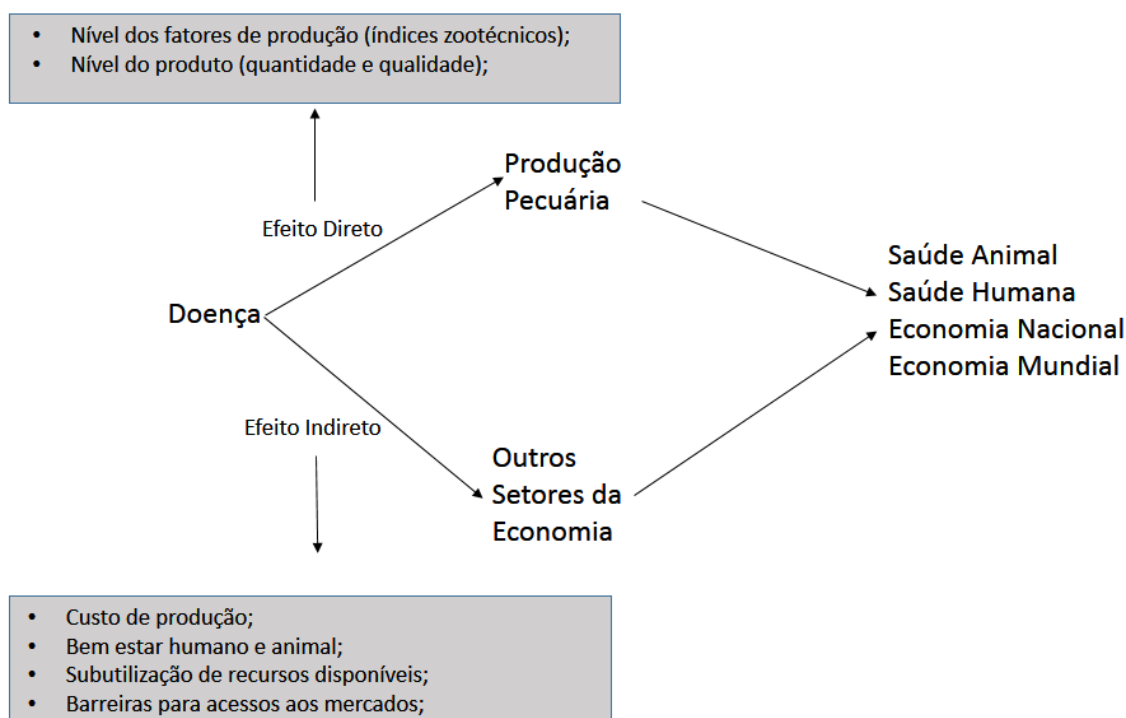 • Nível dos fatores de produção (índices zootécnicos);
• Nível do produto (quantidade e qualidade);
Produção
Pecuária
Efeito Direto
Saúde Animal
Saúde Humana
Economia Nacional
Economia Mundial
Doença
Efeito Indireto
Outros
Setores da
Economia
• Custo de produção;
• Bem estar humano e animal;
• Subutilização de recursos disponíveis;
• Barreiras para acessos aos mercados;